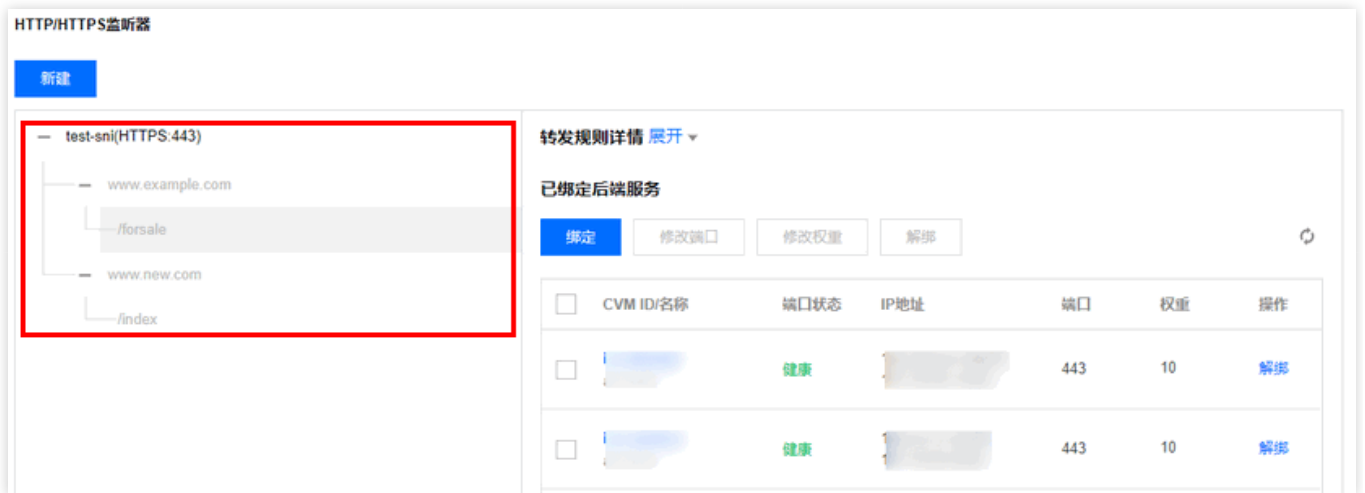 HTTP/HTTPS监听器
新建
test-sni(HTTPS:443)
www.example.com
/forsale
www.new.com
/index
转发规则详情 展开
已绑定后端服务
绑定 修改端口 修改权重 解绑
CVM ID/名称 端口状态 IP地址 端口 权重 操作
健康 443 10 解绑
健康 443 10 解绑